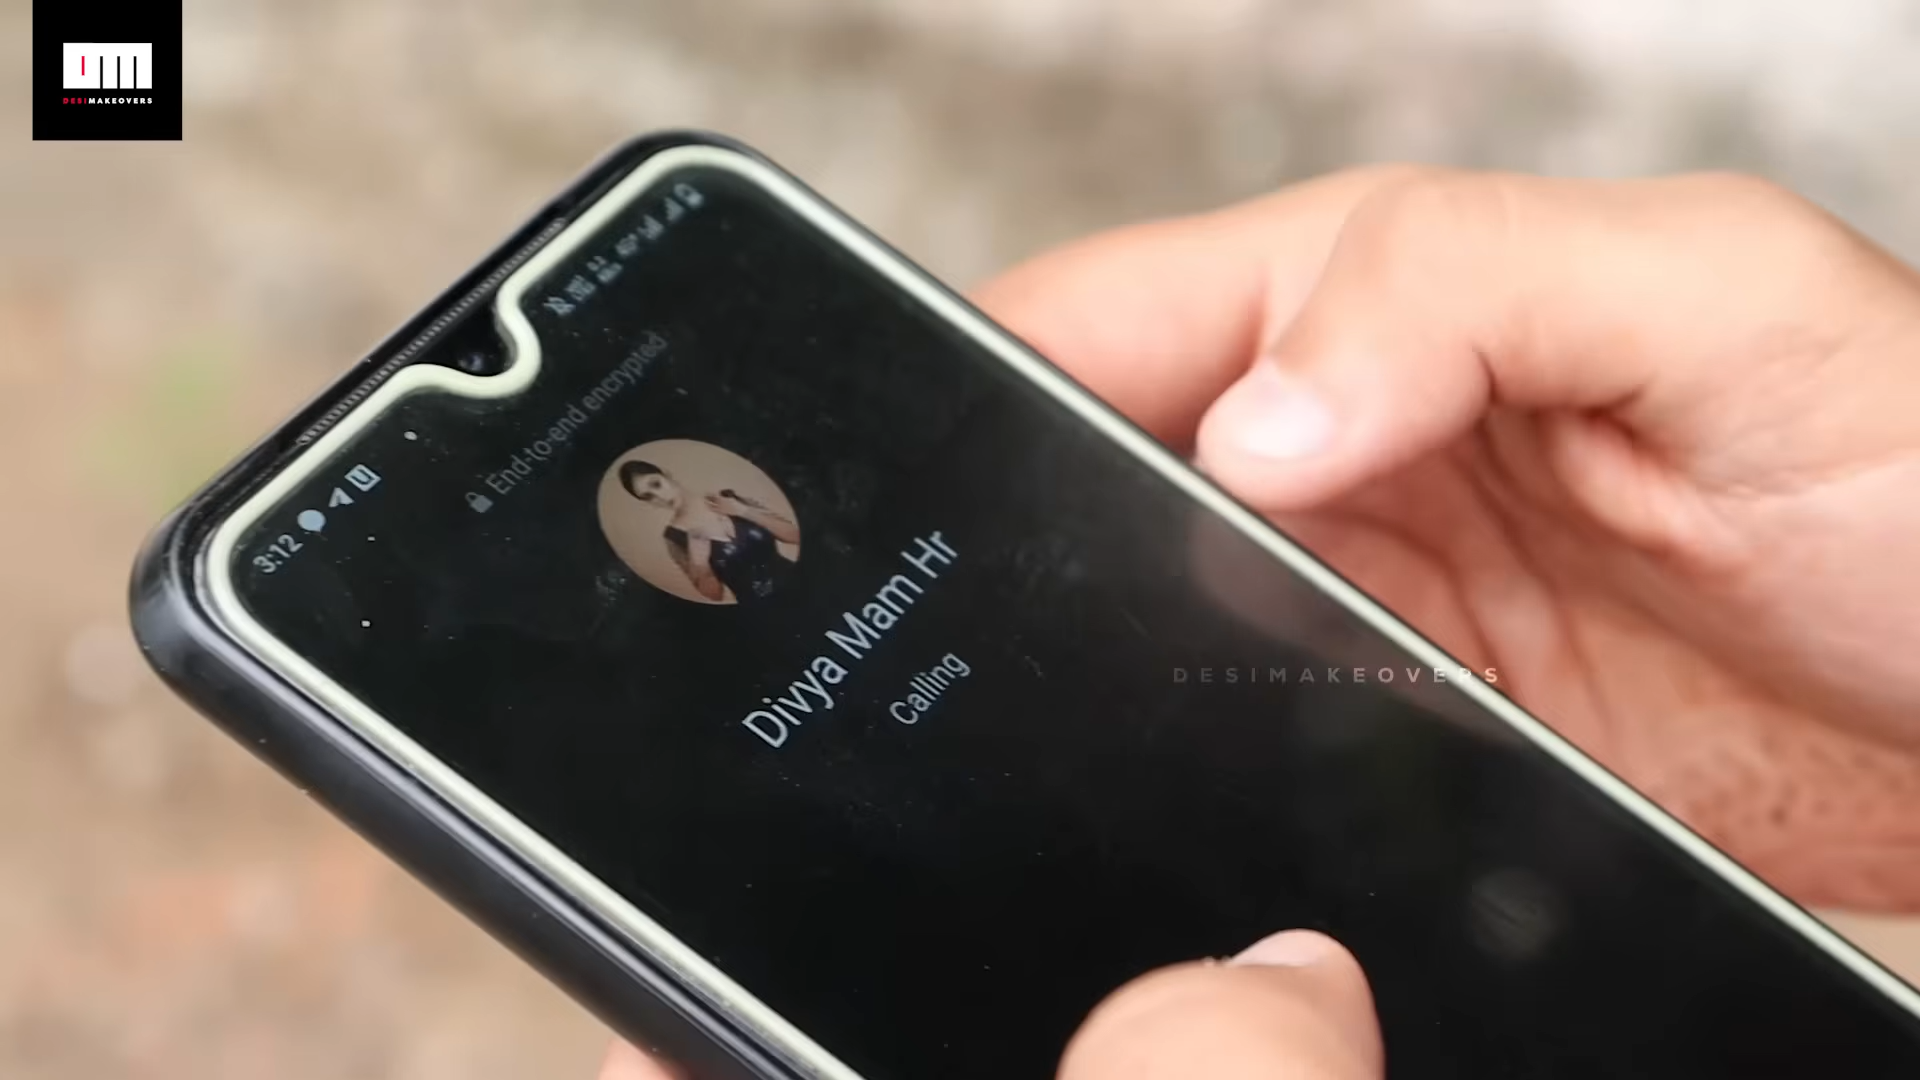 DESIMAKEOVERS
3:12
End-to-end encrypted
Divya Mam Hr
Calling
DESIMAKEOVERS